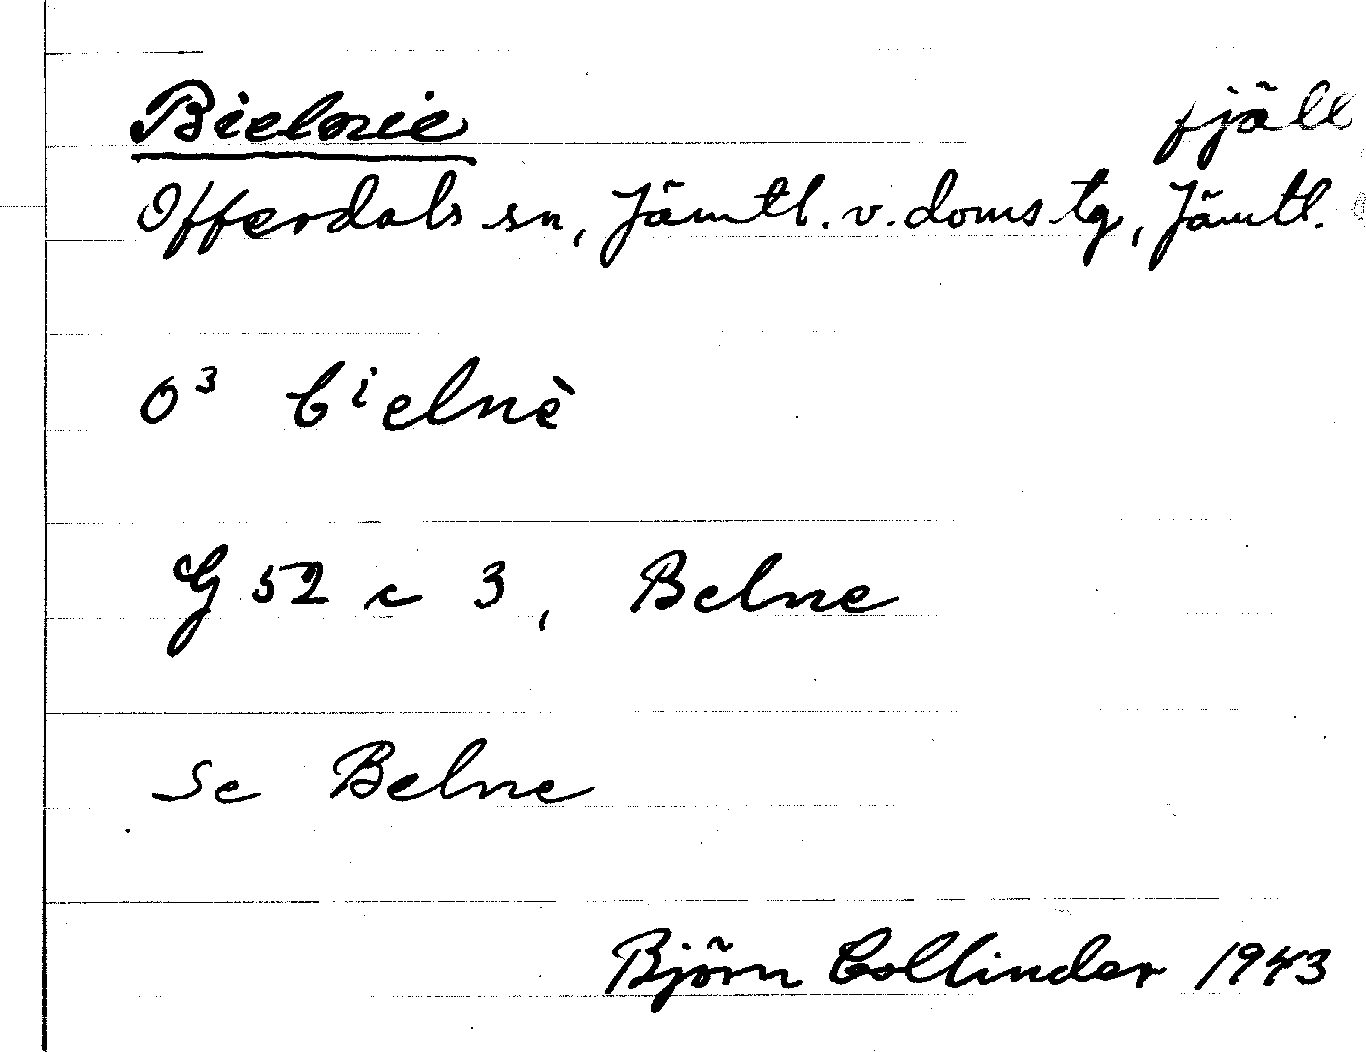 Bielnie fjäll
Offerdals sn, Jämtl. v. doms tg, Jämtl.
O³ bⁱelnè
G 52 c 3, Belne
Se Belne
Björn Collinder 1943